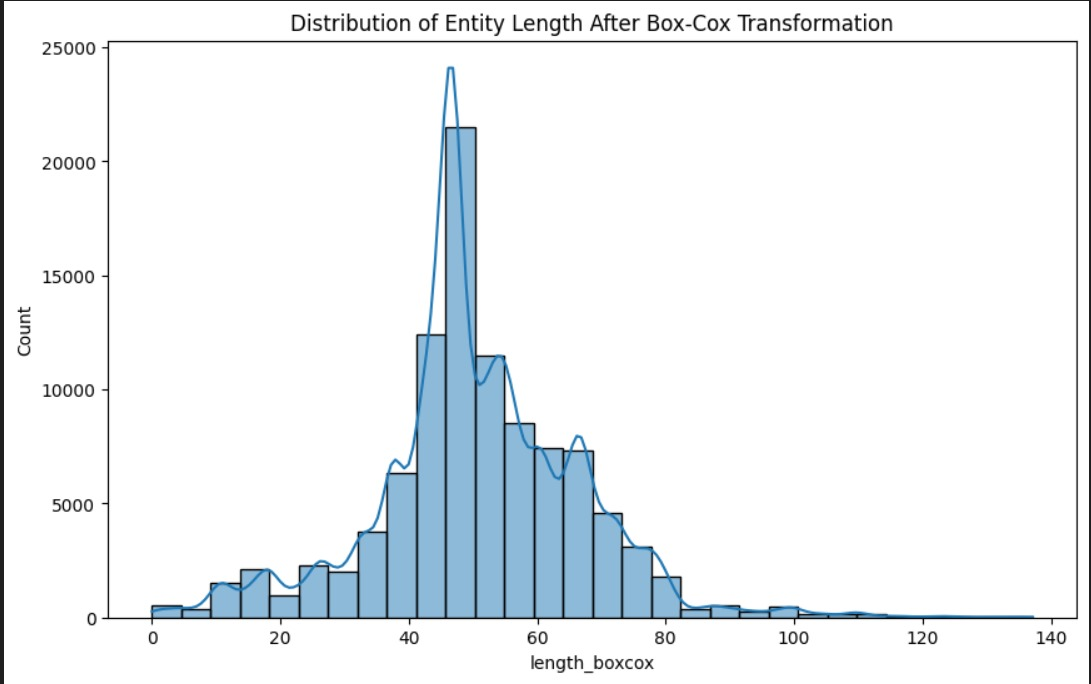 Distribution of Entity Length After Box-Cox Transformation
25000
20000
15000
10000
5000
0
Count
0 20 40 60 80 100 120 140
length_boxcox